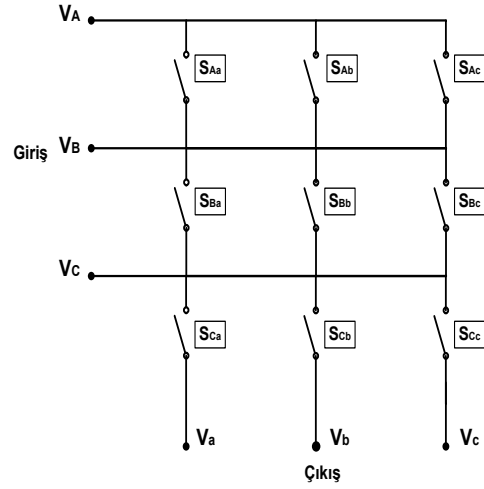 VA
SAa SAb SAc
Giriş VB
SBa SBb SBc
VC
SCa SCb SCc
Va Vb Vc
Çıkış